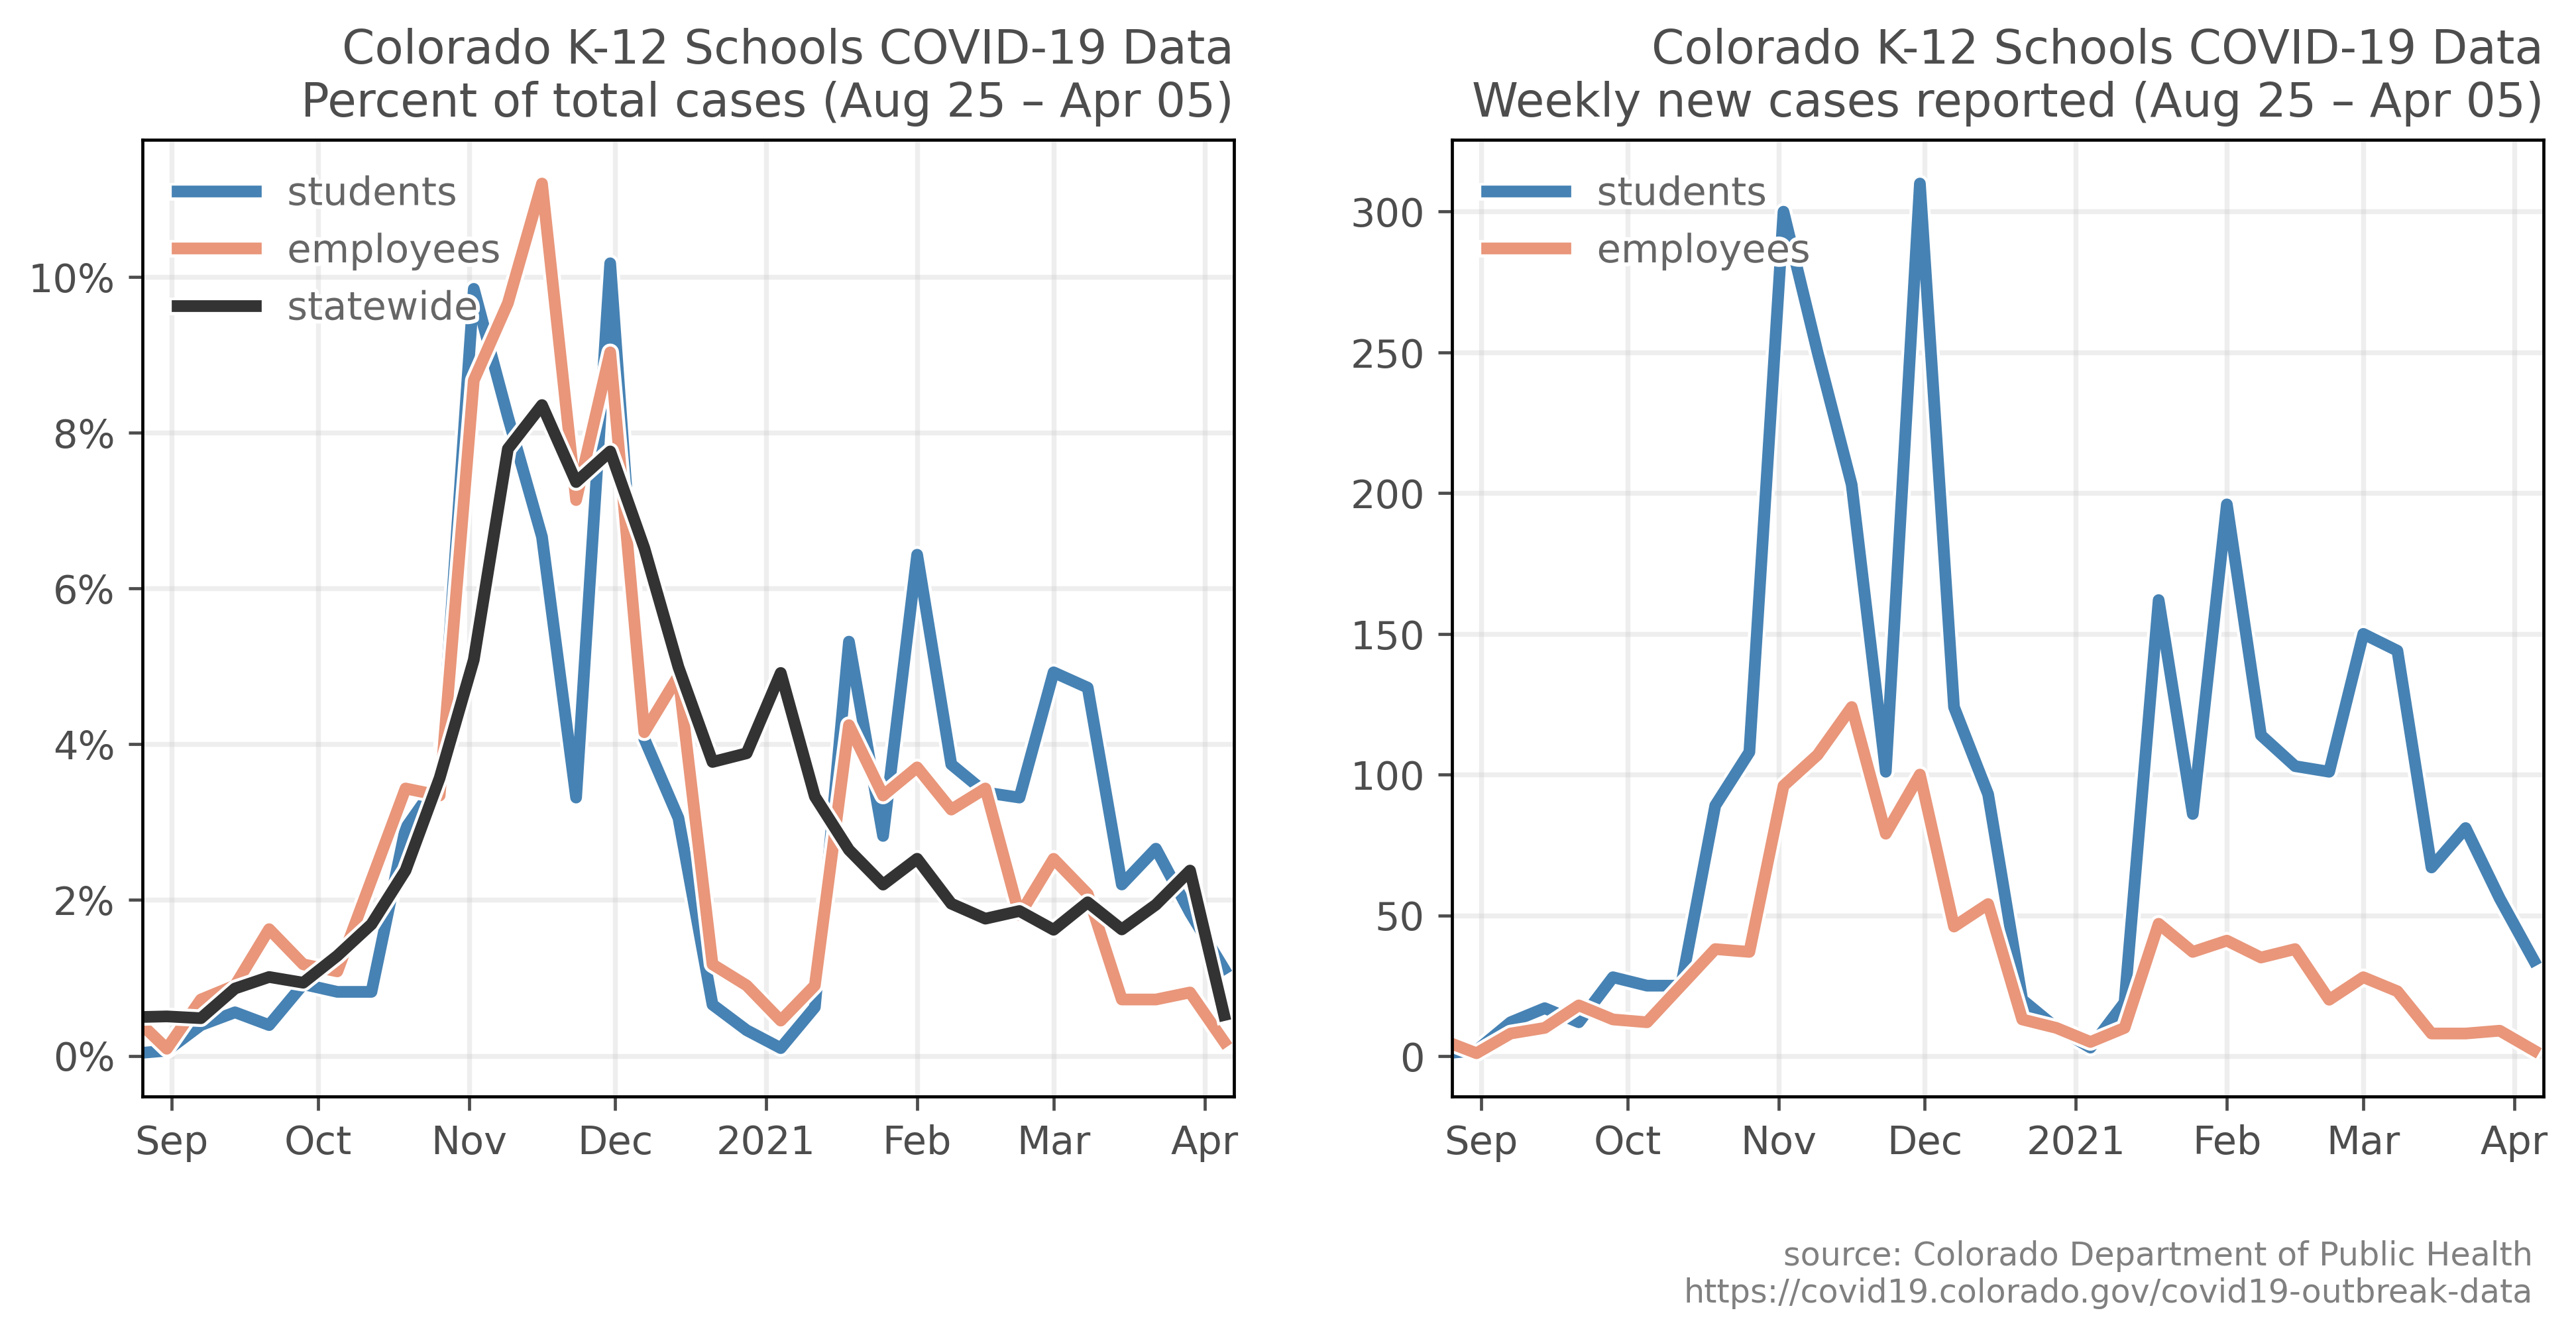 Colorado K-12 Schools COVID-19 Data
Percent of total cases (Aug 25 – Apr 05)
students
employees
statewide
10%
8%
6%
4%
2%
0%
Sep Oct Nov Dec 2021 Feb Mar Apr
Colorado K-12 Schools COVID-19 Data
Weekly new cases reported (Aug 25 – Apr 05)
students
employees
300
250
200
150
100
50
0
Sep Oct Nov Dec 2021 Feb Mar Apr
source: Colorado Department of Public Health
https://covid19.colorado.gov/covid19-outbreak-data